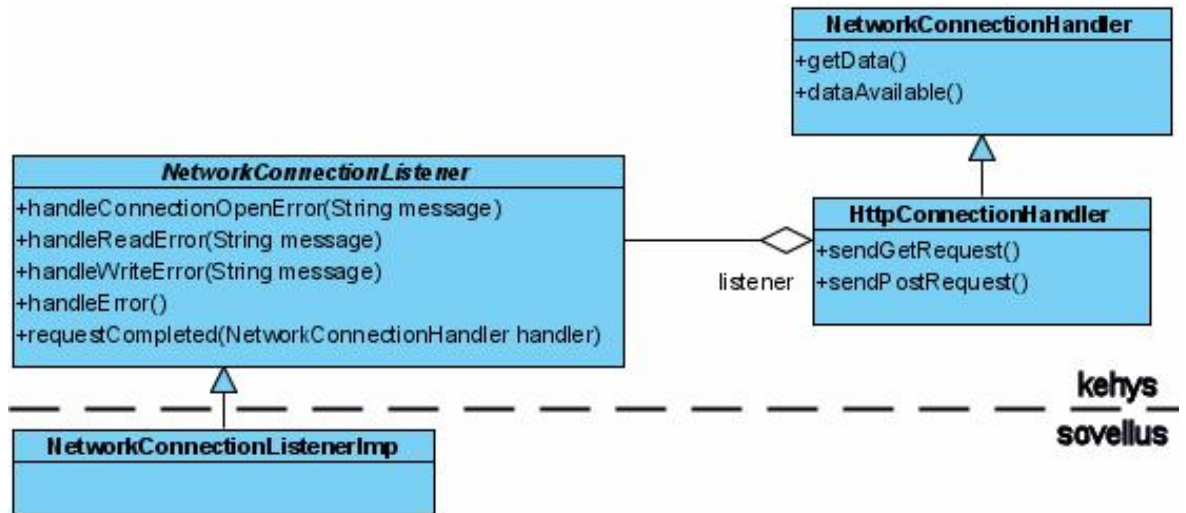 NetworkConnectionHandler
+getData()
+dataAvailable()
NetworkConnectionListener
+handleConnectionOpenError(String message)
+handleReadError(String message)
+handleWriteError(String message)
+handleError()
+requestCompleted(NetworkConnectionHandler handler)
listener
HttpConnectionHandler
+sendGetRequest()
+sendPostRequest()
kehys
sovellus
NetworkConnectionListenerImp